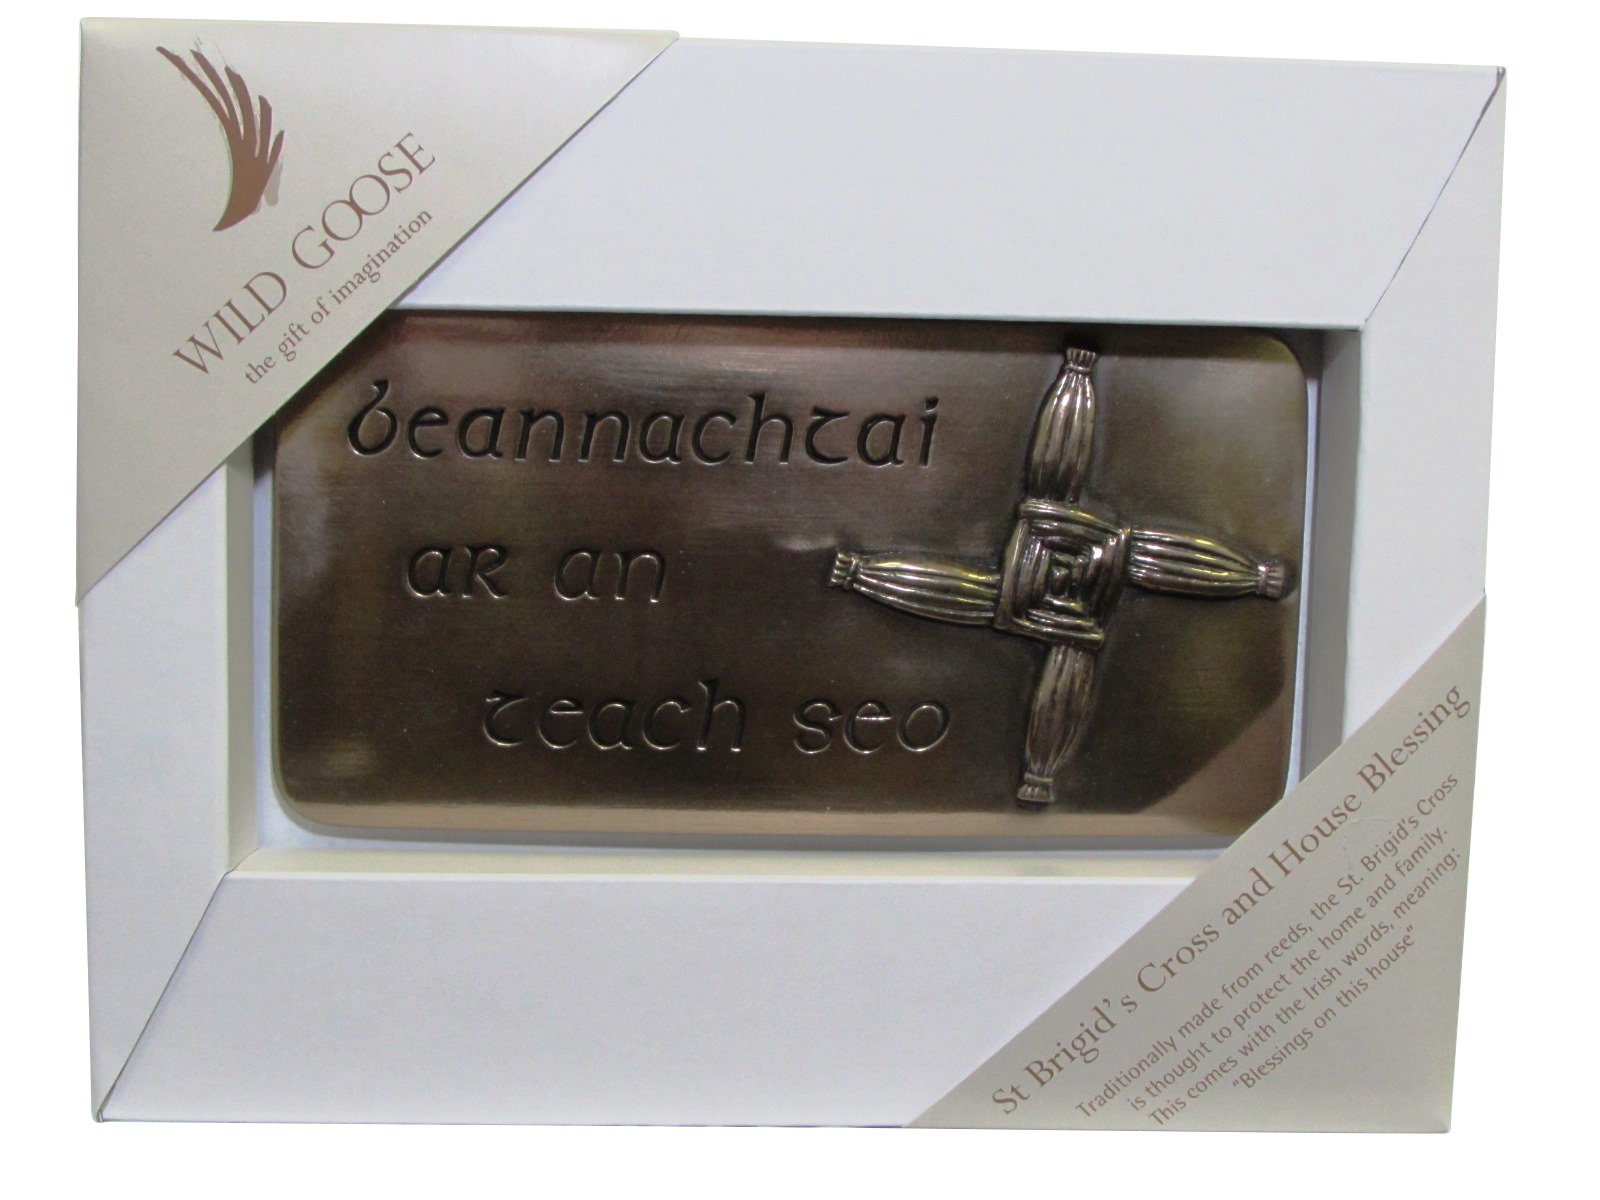 WILD GOOSE
the gift of imagination
beannachtai
ar an
teach seo
St Brigid's Cross and House Blessing
Traditionally made from reeds, the St. Brigid's Cross
is thought to protect the home and family.
This comes with the Irish words, meaning:
"Blessings on this house"